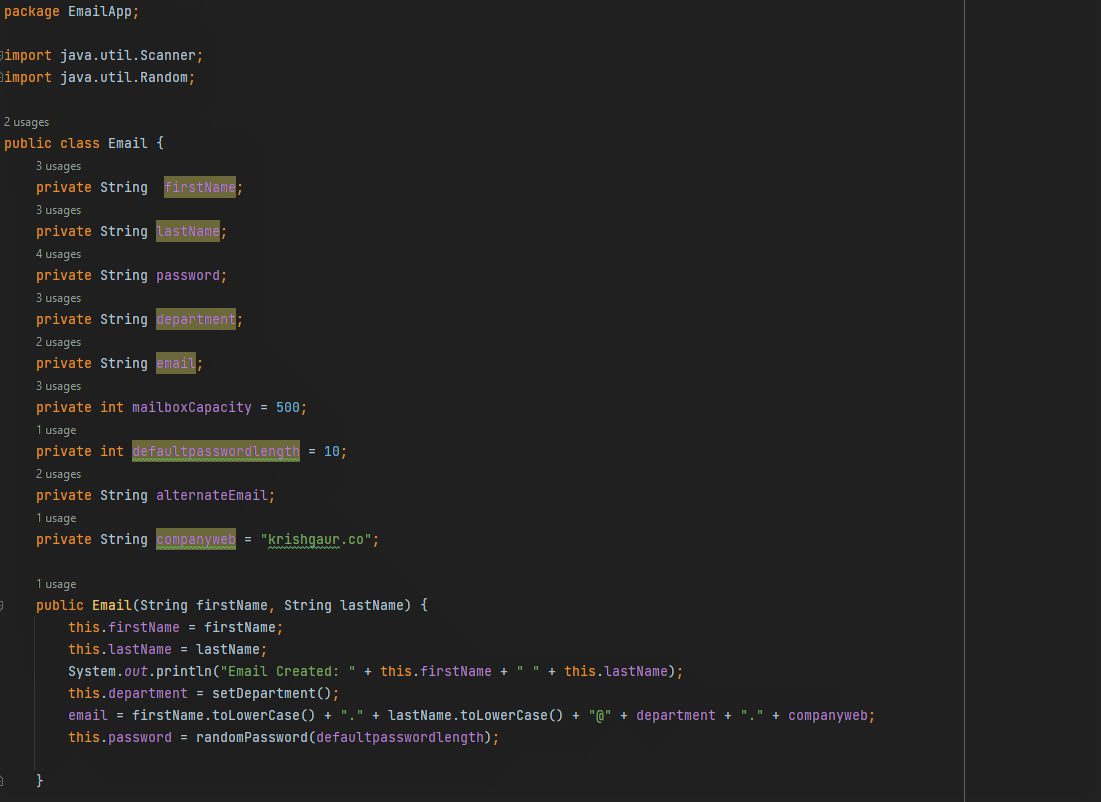 package EmailApp;
import java.util.Scanner;
import java.util.Random;
2 usages
public class Email {
3 usages
private String  firstName;
3 usages
private String lastName;
4 usages
private String password;
3 usages
private String department;
2 usages
private String email;
3 usages
private int mailboxCapacity = 500;
1 usage
private int defaultpasswordlength = 10;
2 usages
private String alternateEmail;
1 usage
private String companyweb = "krishgaur.co";
1 usage
public Email(String firstName, String lastName) {
this.firstName = firstName;
this.lastName = lastName;
System.out.println("Email Created: " + this.firstName + " " + this.lastName);
this.department = setDepartment();
email = firstName.toLowerCase() + "." + lastName.toLowerCase() + "@" + department + "." + companyweb;
this.password = randomPassword(defaultpasswordlength);
}